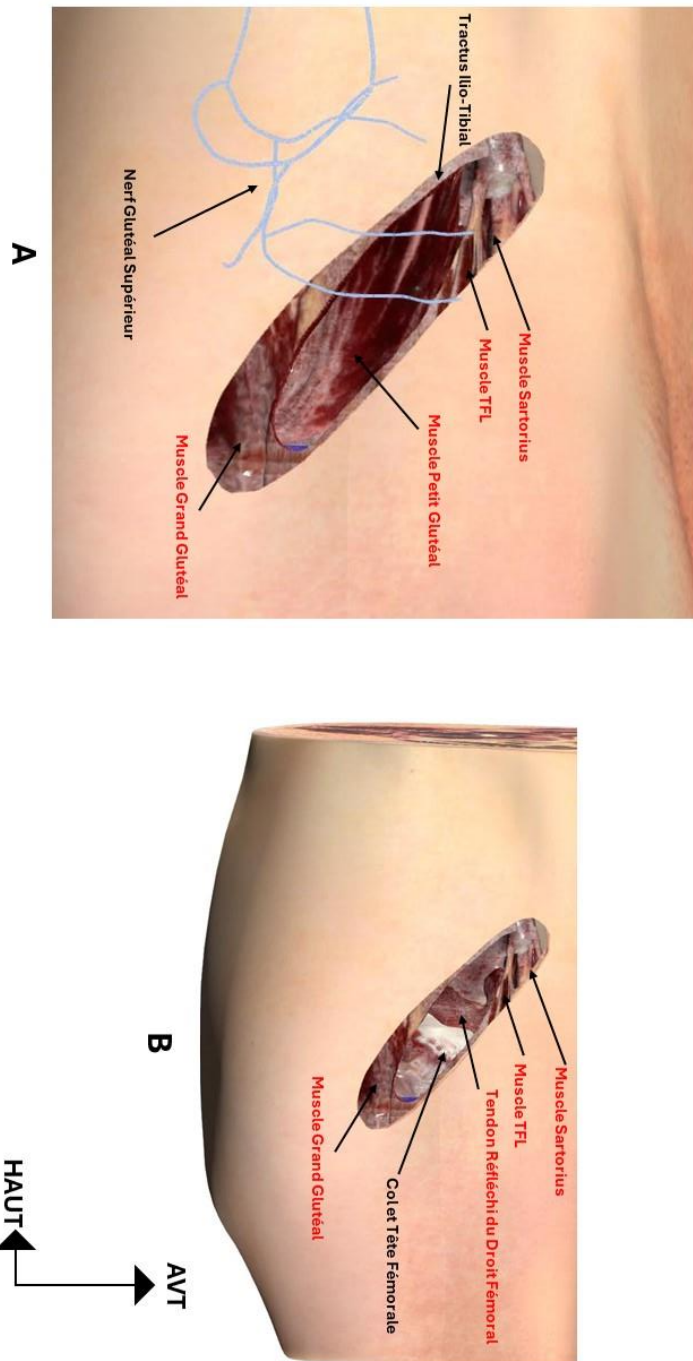 Tractus Ilio-Tibial
Nerf Glutéal Supérieur
Muscle Sartorius
Muscle TFL
Muscle Petit Glutéal
Muscle Grand Glutéal
A
Muscle Sartorius
Muscle TFL
Tendon Réfléchi du Droit Fémoral
Col et Tête Fémorale
Muscle Grand Glutéal
B
AVT
HAUT